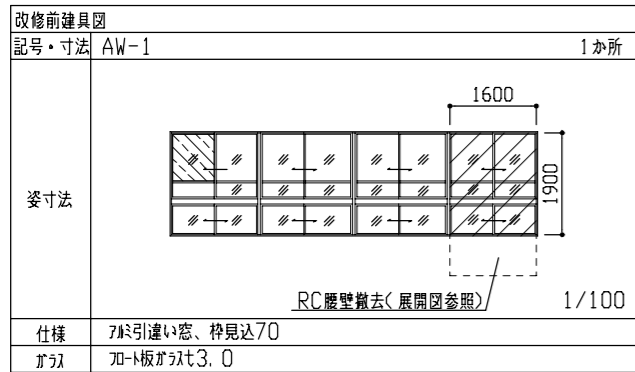 改修前建具図
記号・寸法 AW-1 1か所
1600
1900
姿寸法
RC腰壁撤去(展開図参照)
1/100
仕様 アルミ引違い窓、枠見込70
ガラス フロート板ガラスt3.0